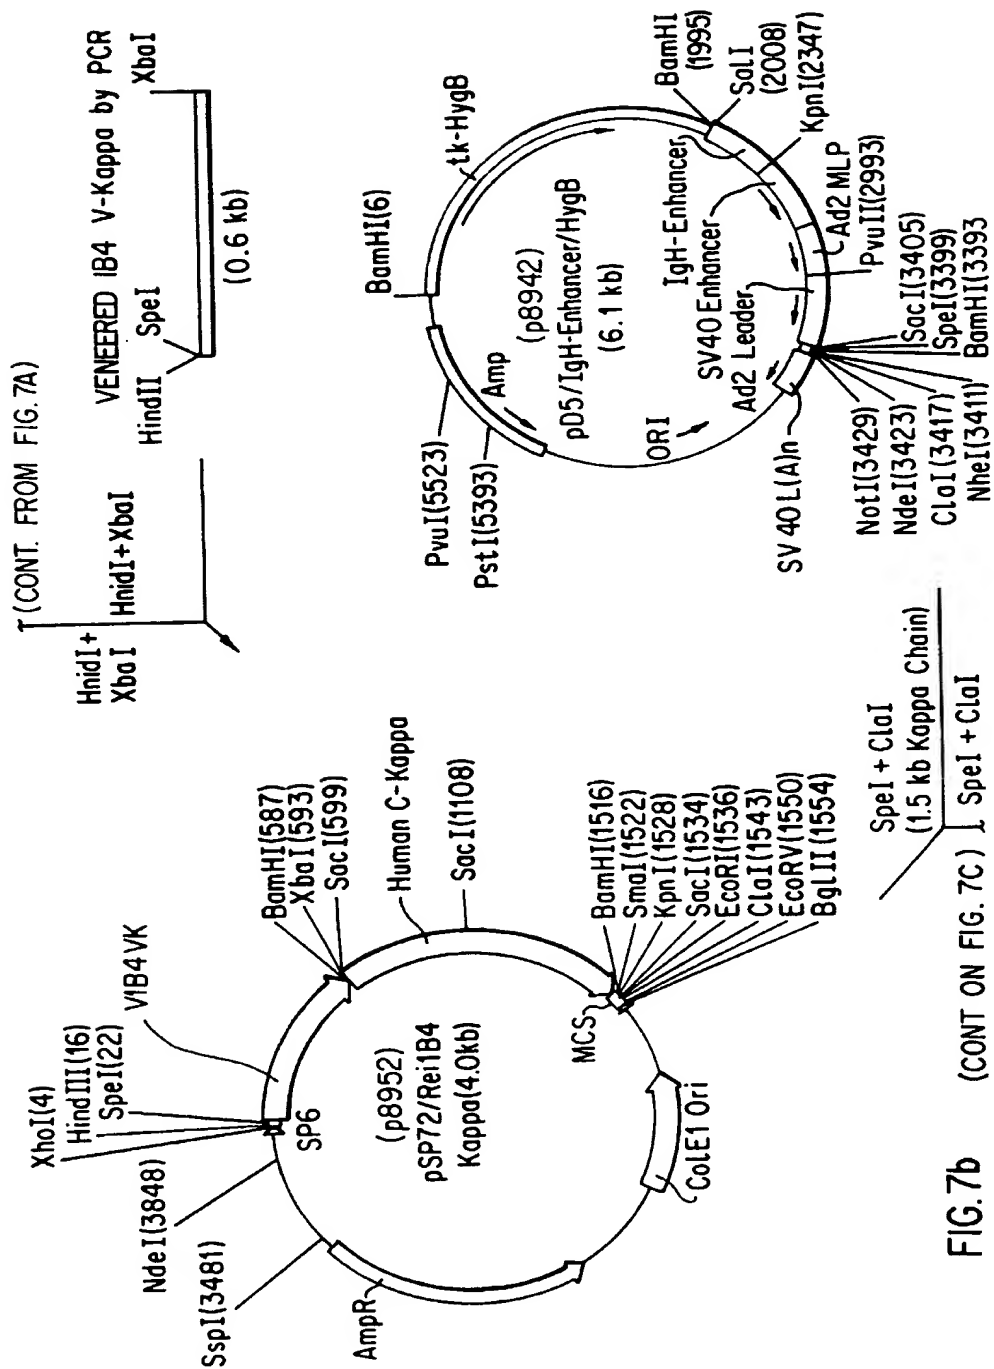 (CONT. FROM FIG. 7A)
HnidI+
XbaI
HnidI+XbaI
VENEERED 1B4 V-Kappa by PCR
HindII
SpeI
XbaI
(0.6 kb)
XhoI(4)
HindIII(16)
SpeI(22)
V1B4VK
NdeI(3848)
SspI(3481)
SP6
BamHI(587)
XbaI(593)
SacI(599)
Human C-Kappa
SacI(1108)
(p8952)
pSP72/Rei1B4
Kappa(4.0kb)
AmpR
MCS
ColE1 Ori
BamHI(1516)
SmaI(1522)
KpnI(1528)
SacI(1534)
EcoRI(1536)
ClaI(1543)
EcoRV(1550)
BglII(1554)
BamHI(6)
tk-HygB
PvuI(5523)
PstI(5393)
Amp
(p8942)
pD5/IgH-Enhancer/HygB
(6.1 kb)
ORI
IgH-Enhancer
SV40 Enhancer
Ad2 Leader
BamHI
(1995)
SalI
(2008)
KpnI(2347)
Ad2 MLP
PvuII(2993)
SV 40 L(A)n
SacI(3405)
SpeI(3399)
BamHI(3393
NotI(3429)
NdeI(3423)
ClaI(3417)
NheI(3411)
SpeI + ClaI
(1.5 kb Kappa Chain)
SpeI + ClaI
(CONT ON FIG. 7C)
FIG. 7b